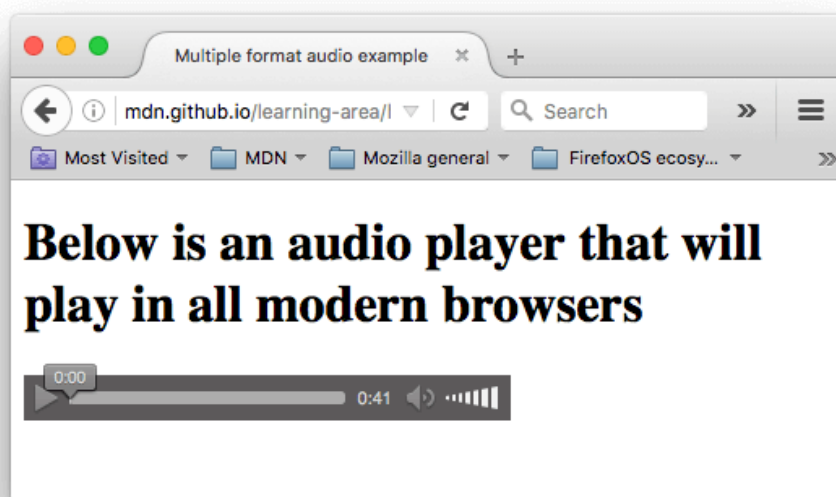 Multiple format audio example
mdn.github.io/learning-area/l
Search
Most Visited MDN Mozilla general FirefoxOS ecosy...
Below is an audio player that will
play in all modern browsers
0:00
0:41